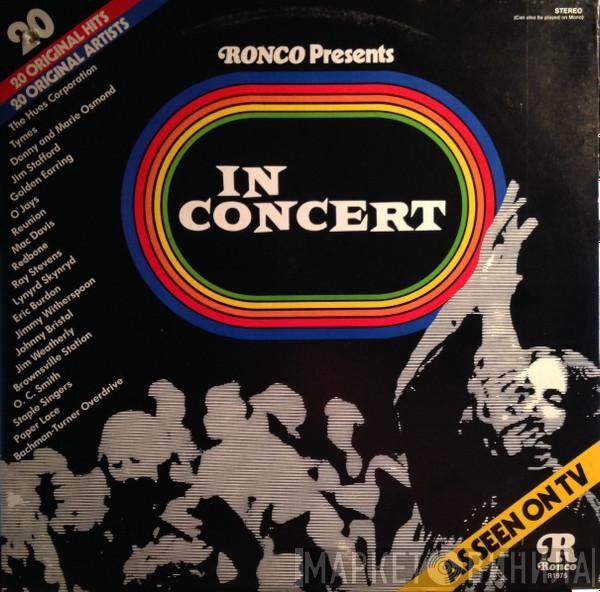 20
20 ORIGINAL HITS
20 ORIGINAL ARTISTS
STEREO
(Can also be played on Mono)
RONCO Presents
IN
CONCERT
The Hues Corporation
Tymes
Donny and Marie Osmond
Jim Stafford
Golden Earring
O'Jays
Reunion
Mac Davis
Redbone
Ray Stevens
Lynyrd Skynyrd
Eric Burdon
Jimmy Witherspoon
Johnny Bristol
Jim Weatherly
Brownsville Station
O. C. Smith
Staple Singers
Paper Lace
Bachman-Turner Overdrive
AS SEEN ON TV
R
Ronco
R1975
МАРКЕТ ВИНИЛА